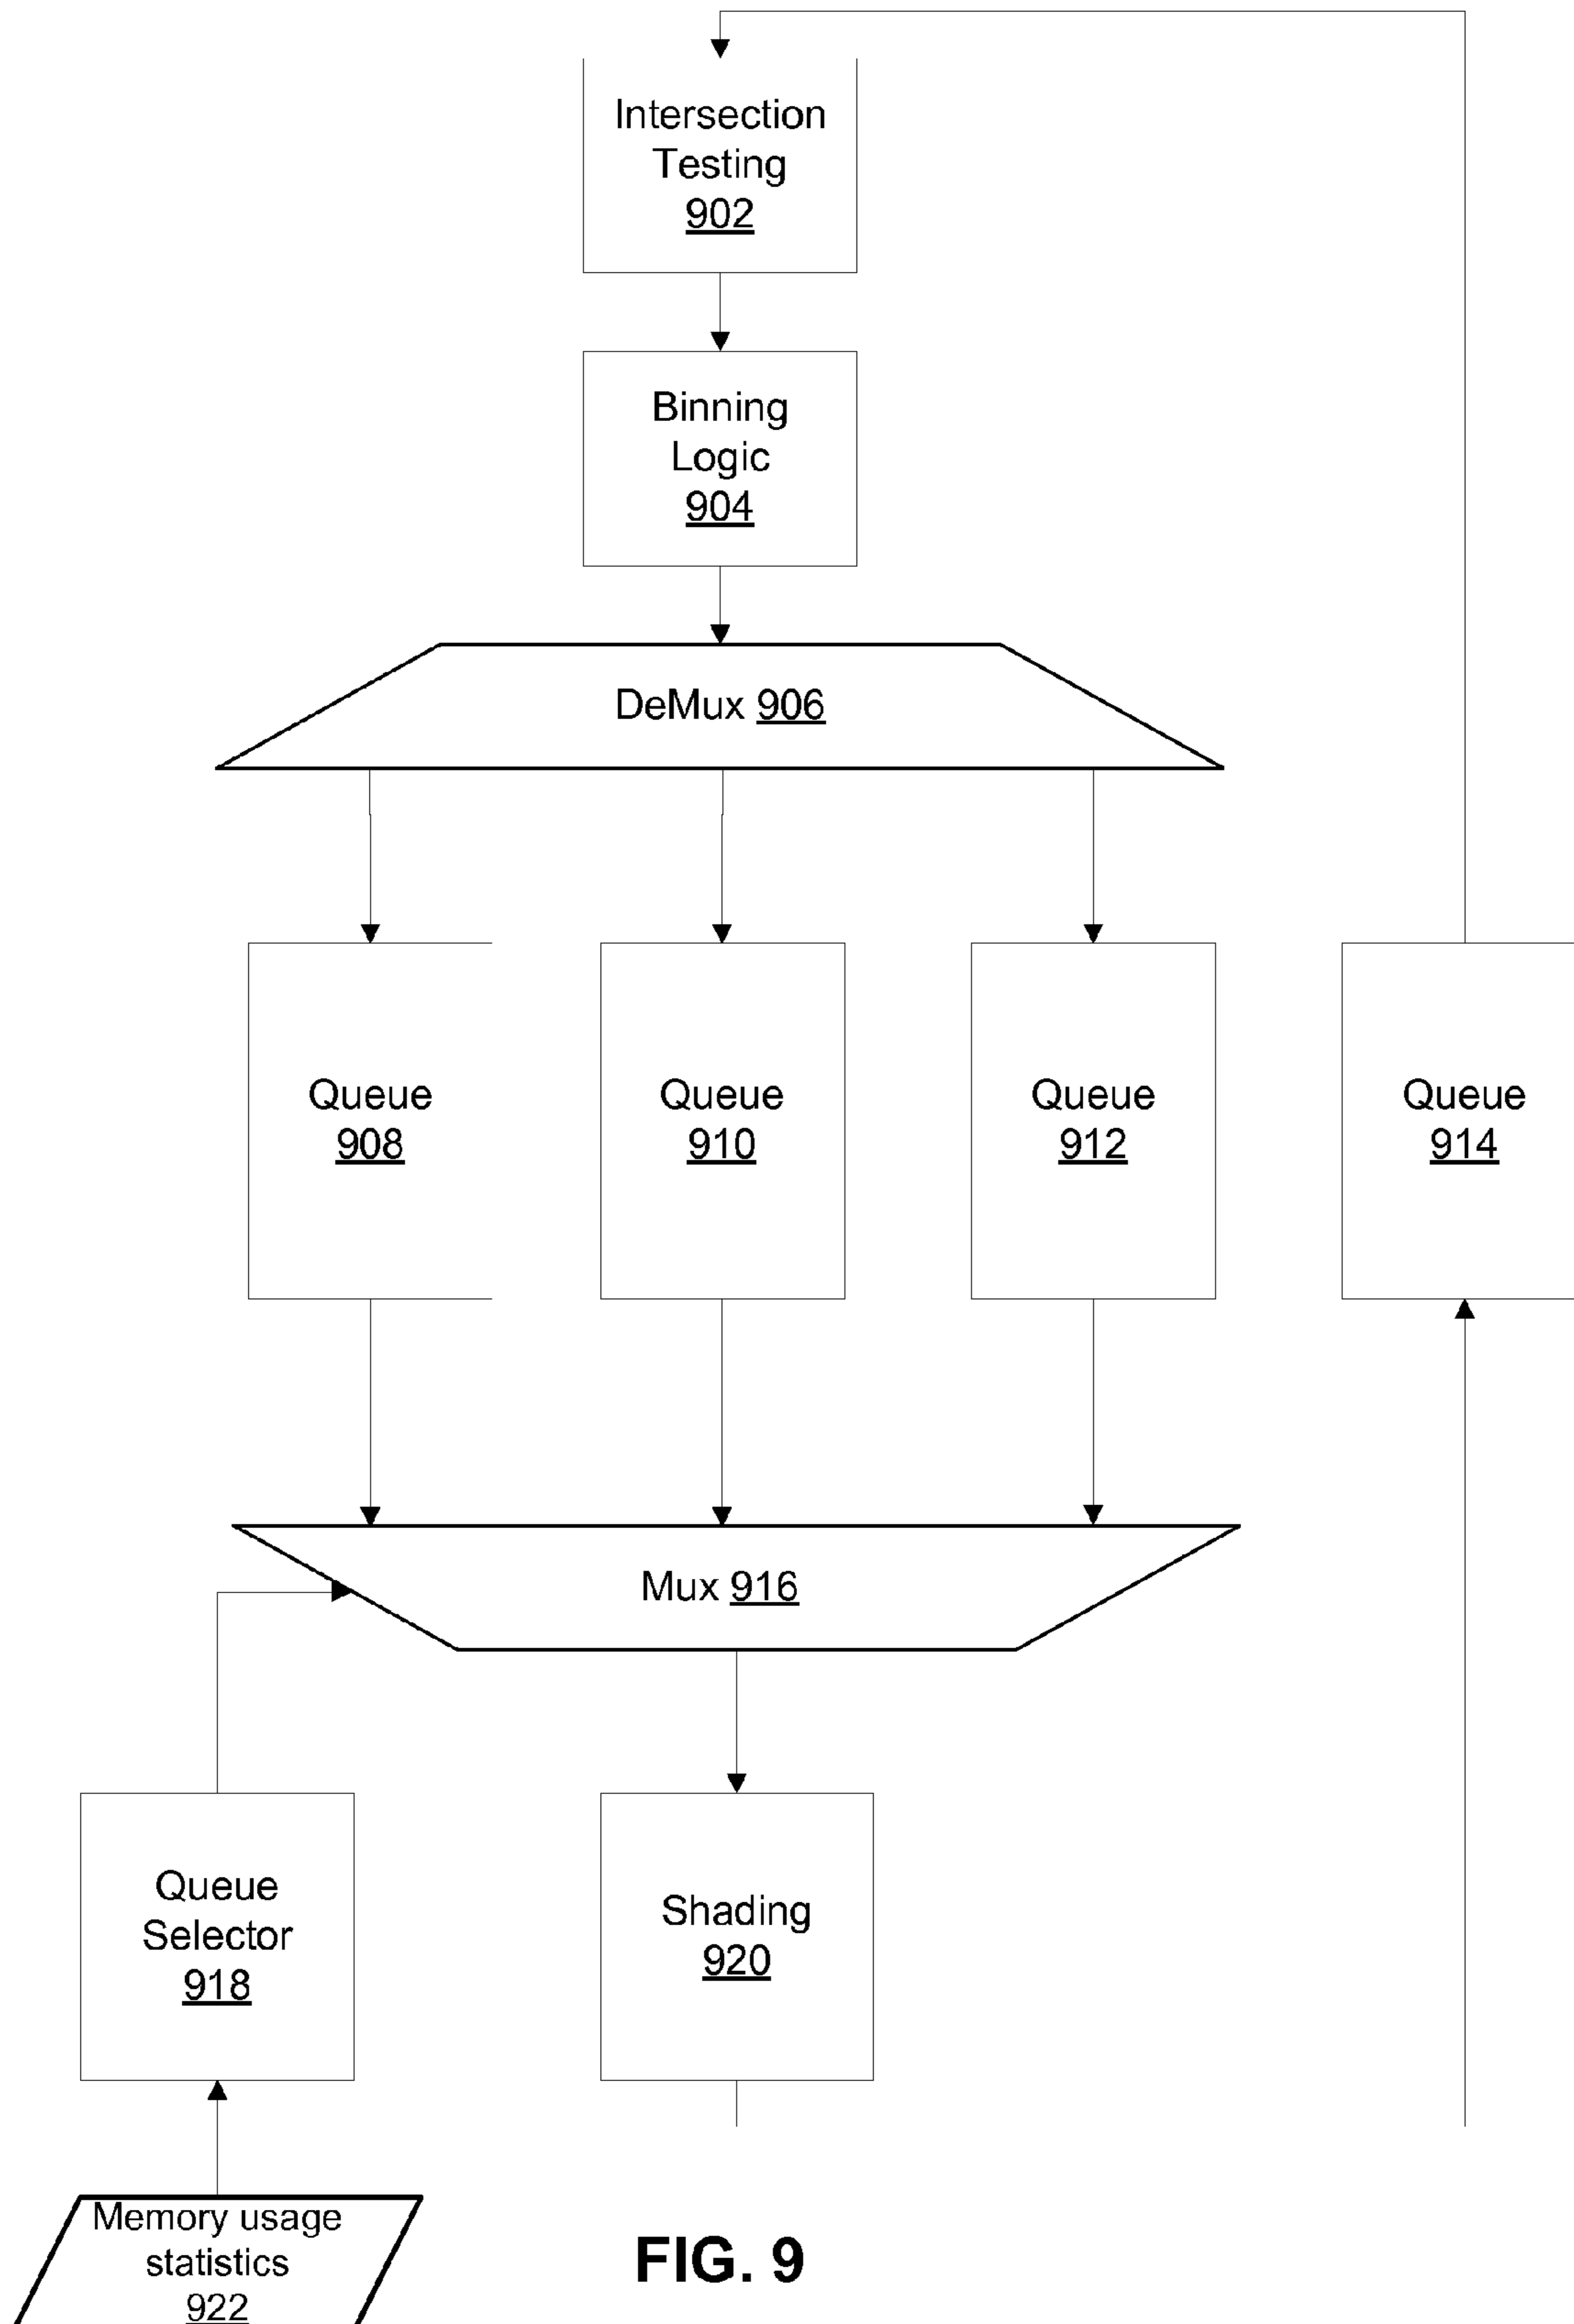 Intersection
Testing
902
Binning
Logic
904
DeMux 906
Queue
908
Queue
910
Queue
912
Queue
914
Mux 916
Queue
Selector
918
Shading
920
Memory usage
statistics
922
FIG. 9